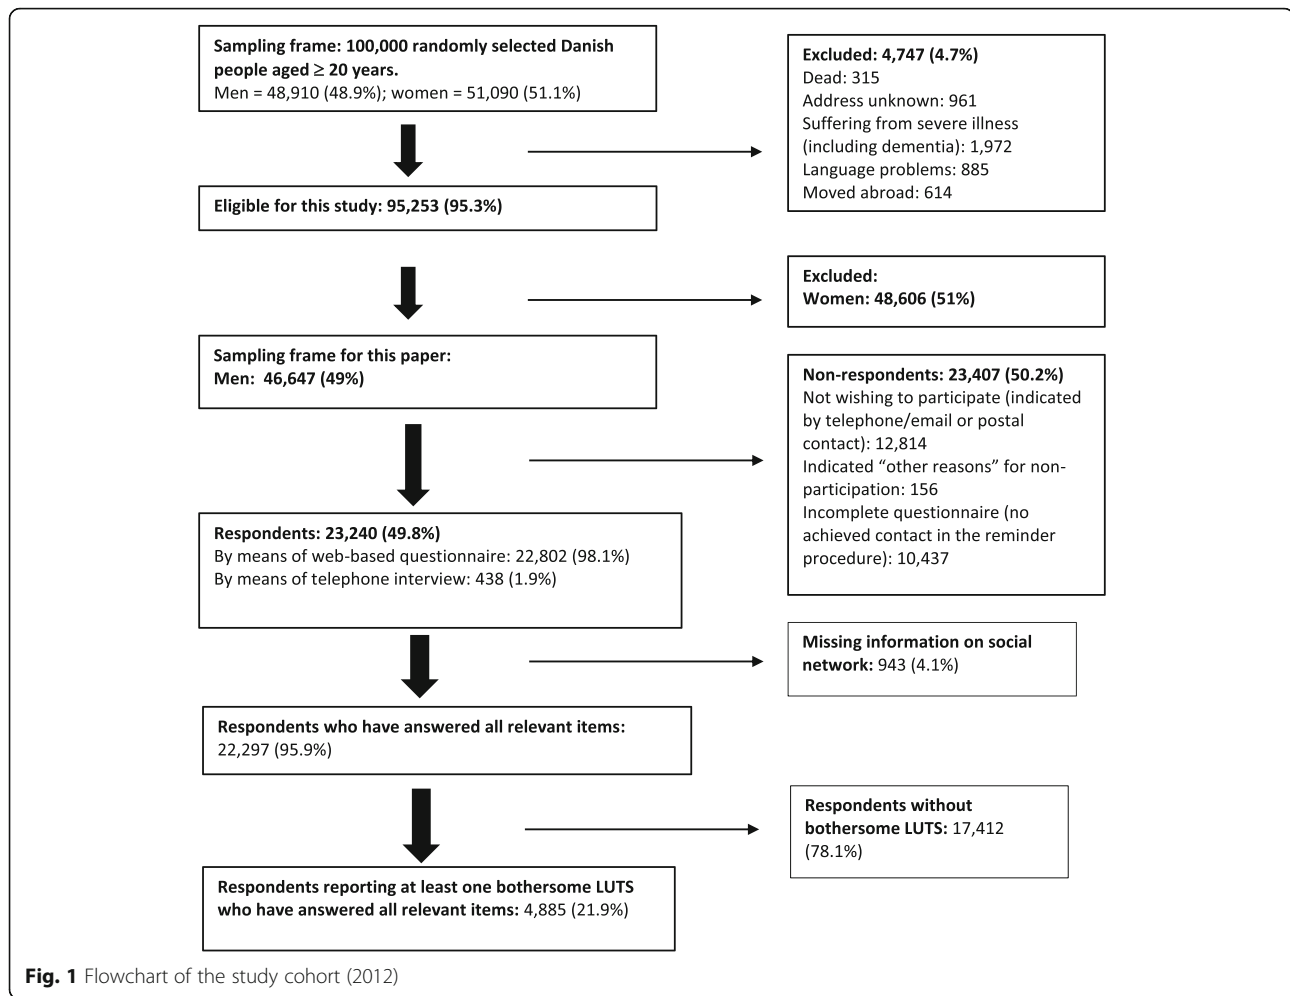 Sampling frame: 100,000 randomly selected Danish
people aged ≥ 20 years.
Men = 48,910 (48.9%); women = 51,090 (51.1%)
Excluded: 4,747 (4.7%)
Dead: 315
Address unknown: 961
Suffering from severe illness
(including dementia): 1,972
Language problems: 885
Moved abroad: 614
Eligible for this study: 95,253 (95.3%)
Excluded:
Women: 48,606 (51%)
Sampling frame for this paper:
Men: 46,647 (49%)
Non-respondents: 23,407 (50.2%)
Not wishing to participate (indicated
by telephone/email or postal
contact): 12,814
Indicated “other reasons” for non-
participation: 156
Incomplete questionnaire (no
achieved contact in the reminder
procedure): 10,437
Respondents: 23,240 (49.8%)
By means of web-based questionnaire: 22,802 (98.1%)
By means of telephone interview: 438 (1.9%)
Missing information on social
network: 943 (4.1%)
Respondents who have answered all relevant items:
22,297 (95.9%)
Respondents without
bothersome LUTS: 17,412
(78.1%)
Respondents reporting at least one bothersome LUTS
who have answered all relevant items: 4,885 (21.9%)
Fig. 1 Flowchart of the study cohort (2012)